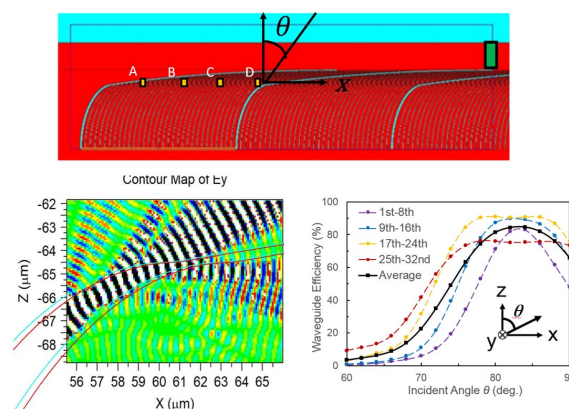 θ
A B C D
x
Contour Map of Ey
-62
-63
-64
-65
-66
-67
-68
Z (μm)
56 57 58 59 60 61 62 63 64 65
X (μm)
100
80
60
40
20
0
Waveguide Efficiency (%)
1st-8th
9th-16th
17th-24th
25th-32nd
Average
z
θ
y x
60 70 80 9
Incident Angle θ (deg.)